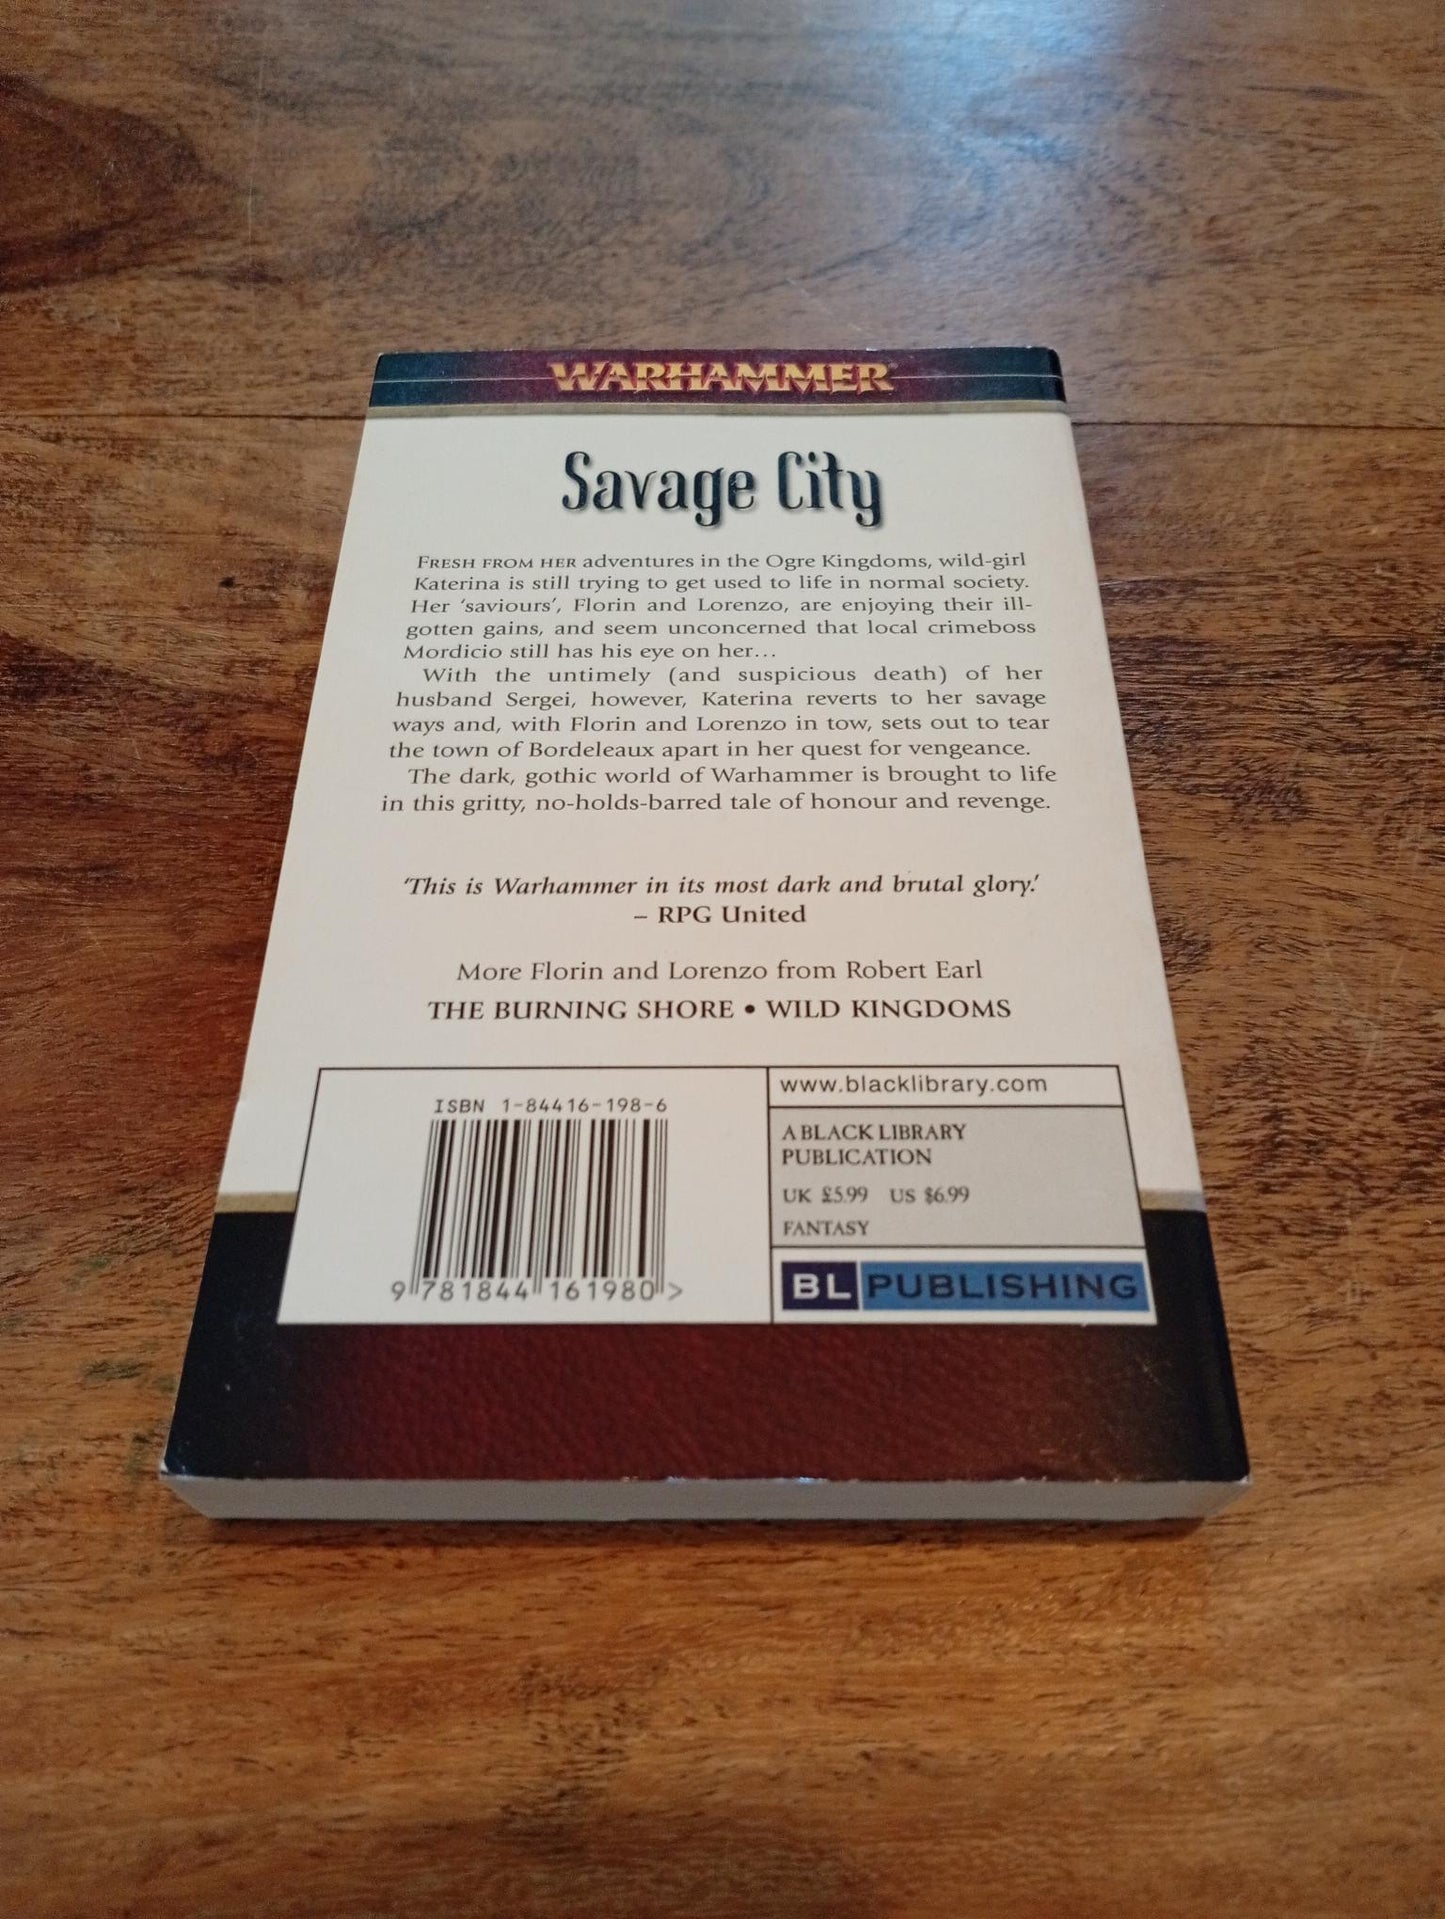 WARHAMMER
Savage City
FRESH FROM HER adventures in the Ogre Kingdoms, wild-girl
Katerina is still trying to get used to life in normal society.
Her ‘saviours’, Florin and Lorenzo, are enjoying their ill-
gotten gains, and seem unconcerned that local crimeboss
Mordicio still has his eye on her...
With the untimely (and suspicious death) of her
husband Sergei, however, Katerina reverts to her savage
ways and, with Florin and Lorenzo in tow, sets out to tear
the town of Bordeleaux apart in her quest for vengeance.
The dark, gothic world of Warhammer is brought to life
in this gritty, no-holds-barred tale of honour and revenge.
‘This is Warhammer in its most dark and brutal glory.’
– RPG United
More Florin and Lorenzo from Robert Earl
THE BURNING SHORE • WILD KINGDOMS
ISBN 1-84416-198-6
9 781844 161980 >
www.blacklibrary.com
A BLACK LIBRARY
PUBLICATION
UK £5.99 US $6.99
FANTASY
BL PUBLISHING